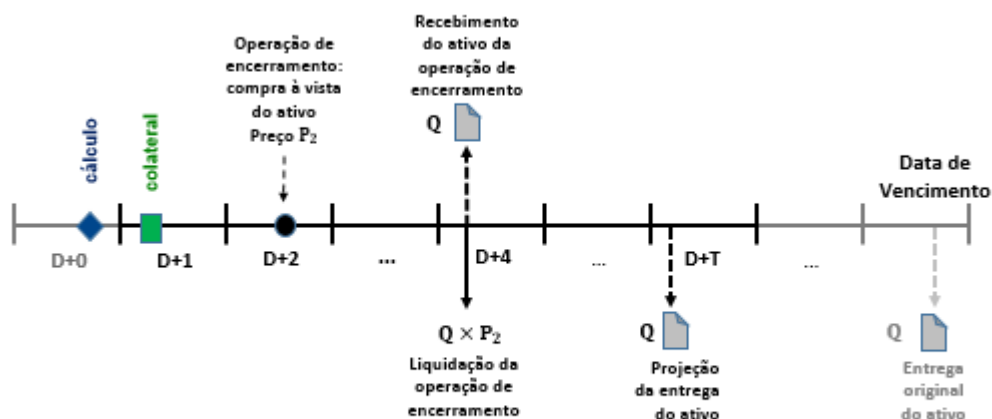 Recebimento
do ativo da
operação de
encerramento
Q
Operação de
encerramento:
compra à vista
do ativo
Preço P₂
cálculo
colateral
Data de
Vencimento
D+0
D+1
D+2
...
D+4
...
D+T
...
Q × P₂
Liquidação da
operação de
encerramento
Q
Projeção
da entrega
do ativo
Q
Entrega
original
do ativo